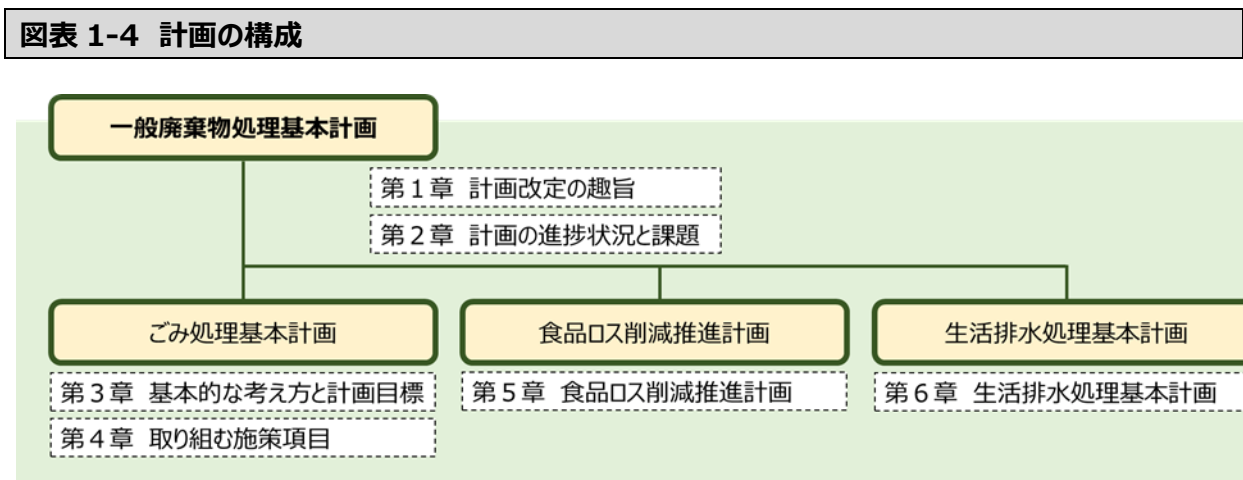 図表 1-4 計画の構成
一般廃棄物処理基本計画
第1章 計画改定の趣旨
第2章 計画の進捗状況と課題
ごみ処理基本計画
第3章 基本的な考え方と計画目標
第4章 取り組む施策項目
食品ロス削減推進計画
第5章 食品ロス削減推進計画
生活排水処理基本計画
第6章 生活排水処理基本計画